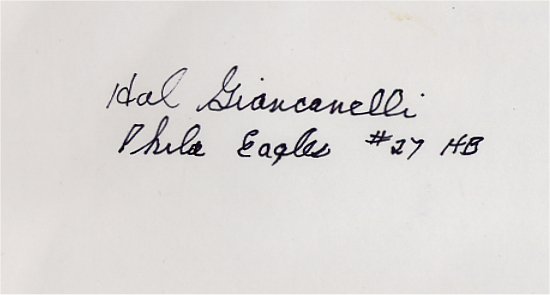 Hal Giancanelli
Phila Eagles #27 HB